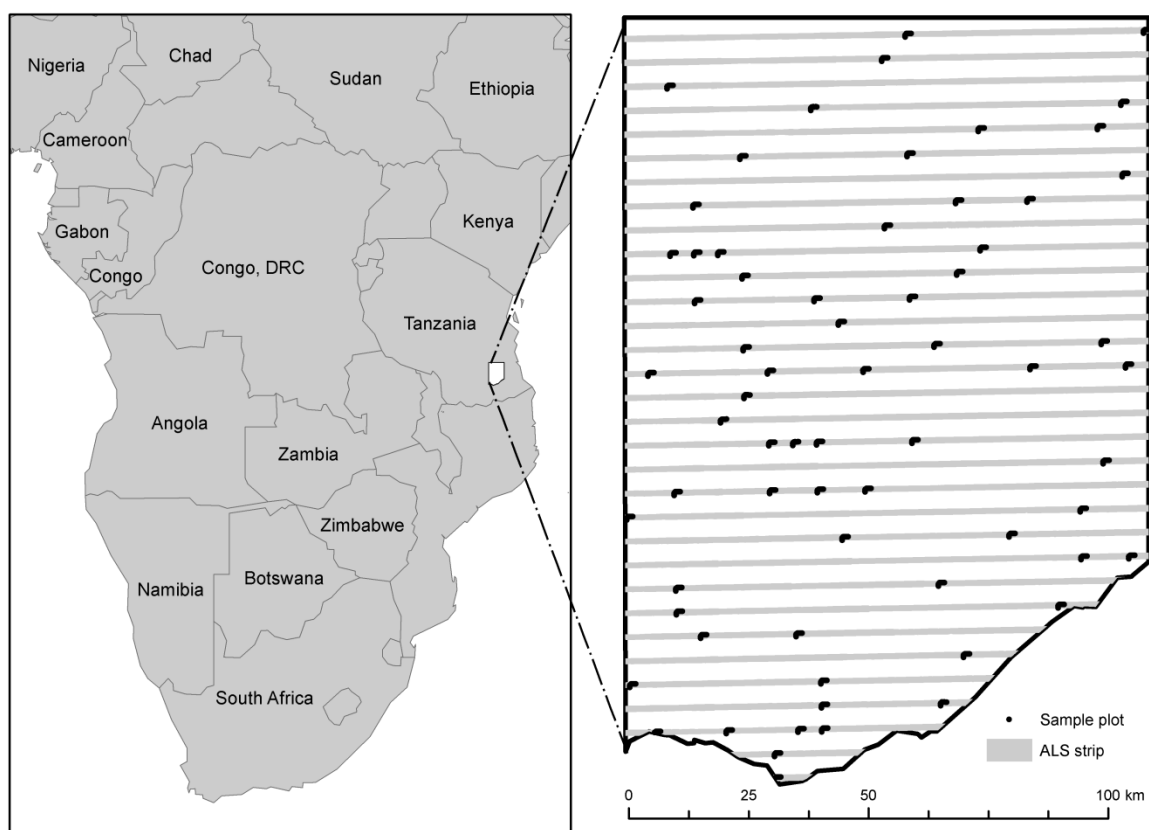 Chad
Nigeria
Sudan
Ethiopia
Cameroon
Kenya
Gabon
Congo
Congo, DRC
Tanzania
Angola
Zambia
Zimbabwe
Botswana
Namibia
South Africa
Sample plot
ALS strip
0 25 50 100 km